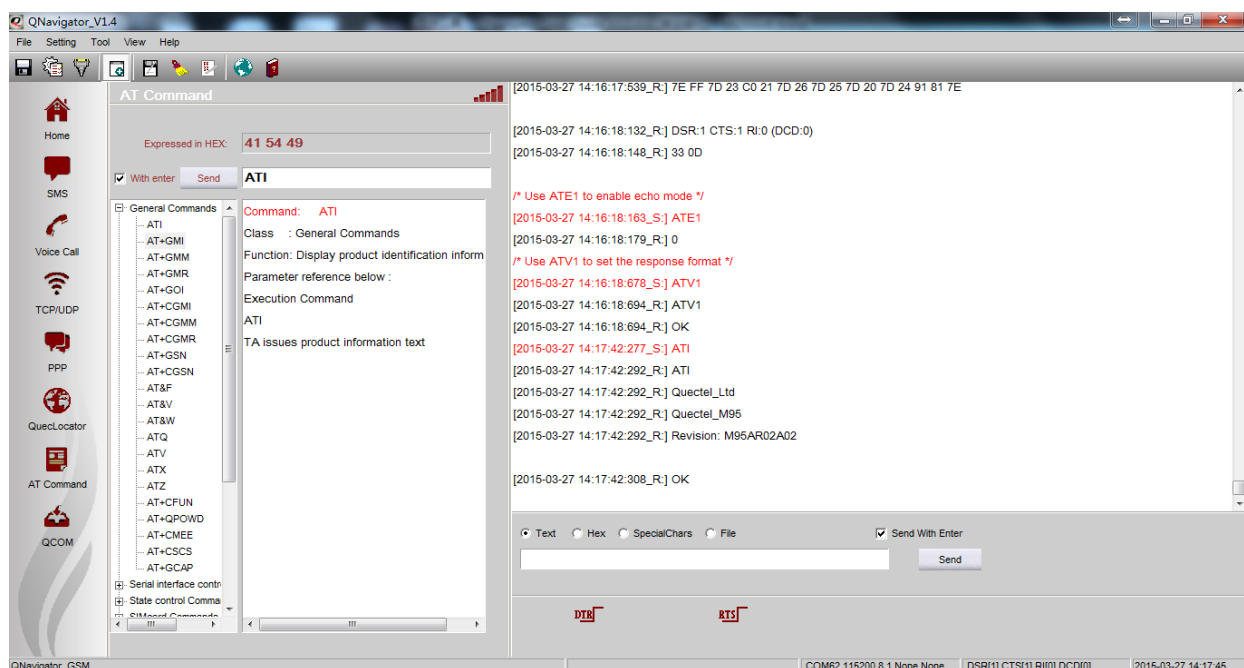 QNavigator_V1.4
File Setting Tool View Help
Home
SMS
Voice Call
TCP/UDP
PPP
QuecLocator
AT Command
QCOM
AT Command
Expressed in HEX: 41 54 49
With enter Send ATI
General Commands
ATI
AT+GMI
AT+GMM
AT+GMR
AT+GOI
AT+CGMI
AT+CGMM
AT+CGMR
AT+GSN
AT+CGSN
AT&F
AT&V
AT&W
ATQ
ATV
ATX
ATZ
AT+CFUN
AT+QPOWD
AT+CMEE
AT+CSCS
AT+GCAP
Serial interface contr
State control Comma
Command: ATI
Class : General Commands
Function: Display product identification inform
Parameter reference below :
Execution Command
ATI
TA issues product information text
[2015-03-27 14:16:17:539_R:] 7E FF 7D 23 C0 21 7D 26 7D 25 7D 20 7D 24 91 81 7E
[2015-03-27 14:16:18:132_R:] DSR:1 CTS:1 RI:0 (DCD:0)
[2015-03-27 14:16:18:148_R:] 33 0D
/* Use ATE1 to enable echo mode */
[2015-03-27 14:16:18:163_S:] ATE1
[2015-03-27 14:16:18:179_R:] 0
/* Use ATV1 to set the response format */
[2015-03-27 14:16:18:678_S:] ATV1
[2015-03-27 14:16:18:694_R:] ATV1
[2015-03-27 14:16:18:694_R:] OK
[2015-03-27 14:17:42:277_S:] ATI
[2015-03-27 14:17:42:292_R:] ATI
[2015-03-27 14:17:42:292_R:] Quectel_Ltd
[2015-03-27 14:17:42:292_R:] Quectel_M95
[2015-03-27 14:17:42:292_R:] Revision: M95AR02A02
[2015-03-27 14:17:42:308_R:] OK
Text Hex SpecialChars File Send With Enter
Send
DTR RTS
QNavigator_GSM COM62,115200,8,1,None,None DSR[1] CTS[1] RI[0] DCD[0] 2015-03-27 14:17:45